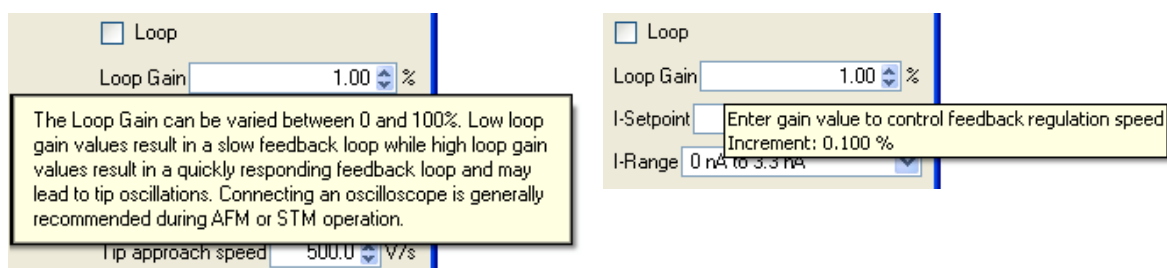 Loop
Loop Gain 1.00 %
The Loop Gain can be varied between 0 and 100%. Low loop
gain values result in a slow feedback loop while high loop gain
values result in a quickly responding feedback loop and may
lead to tip oscillations. Connecting an oscilloscope is generally
recommended during AFM or STM operation.
Tip approach speed 500.0 V/s
Loop
Loop Gain 1.00 %
I-Setpoint
Enter gain value to control feedback regulation speed
Increment: 0.100 %
I-Range 0 nA to 3.3 nA